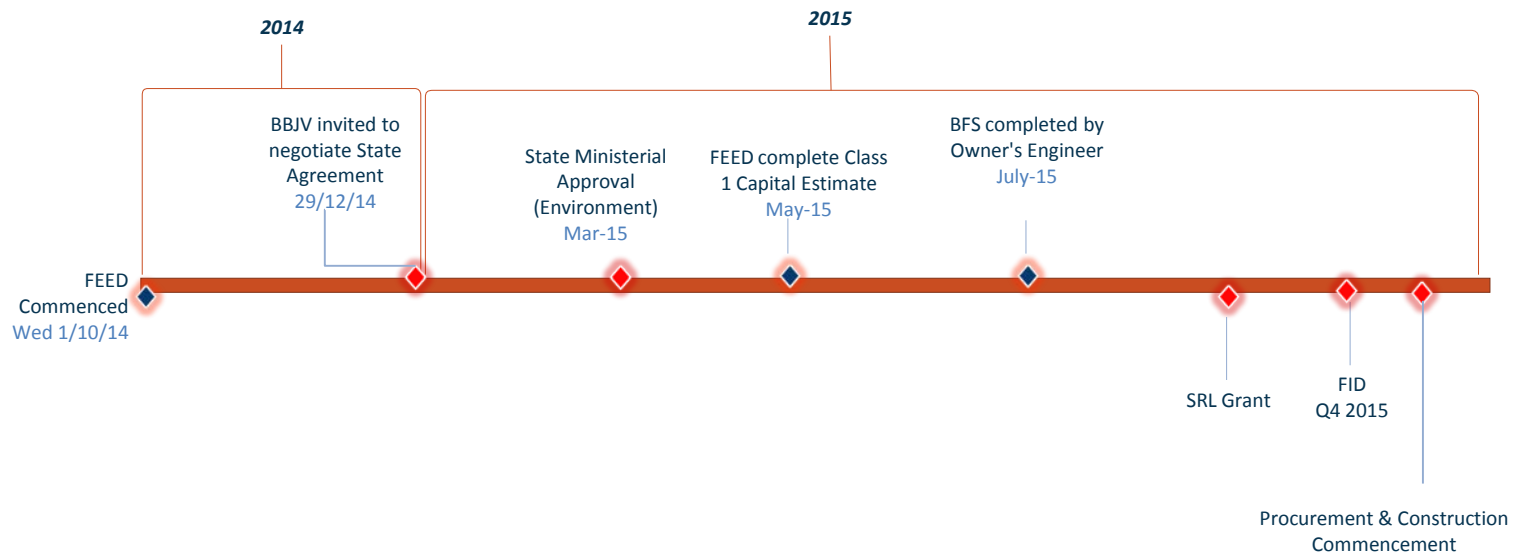 2014
2015
BBJV invited to
negotiate State
Agreement
29/12/14
State Ministerial
Approval
(Environment)
Mar-15
FEED complete Class
1 Capital Estimate
May-15
BFS completed by
Owner's Engineer
July-15
FEED
Commenced
Wed 1/10/14
SRL Grant
FID
Q4 2015
Procurement & Construction
Commencement